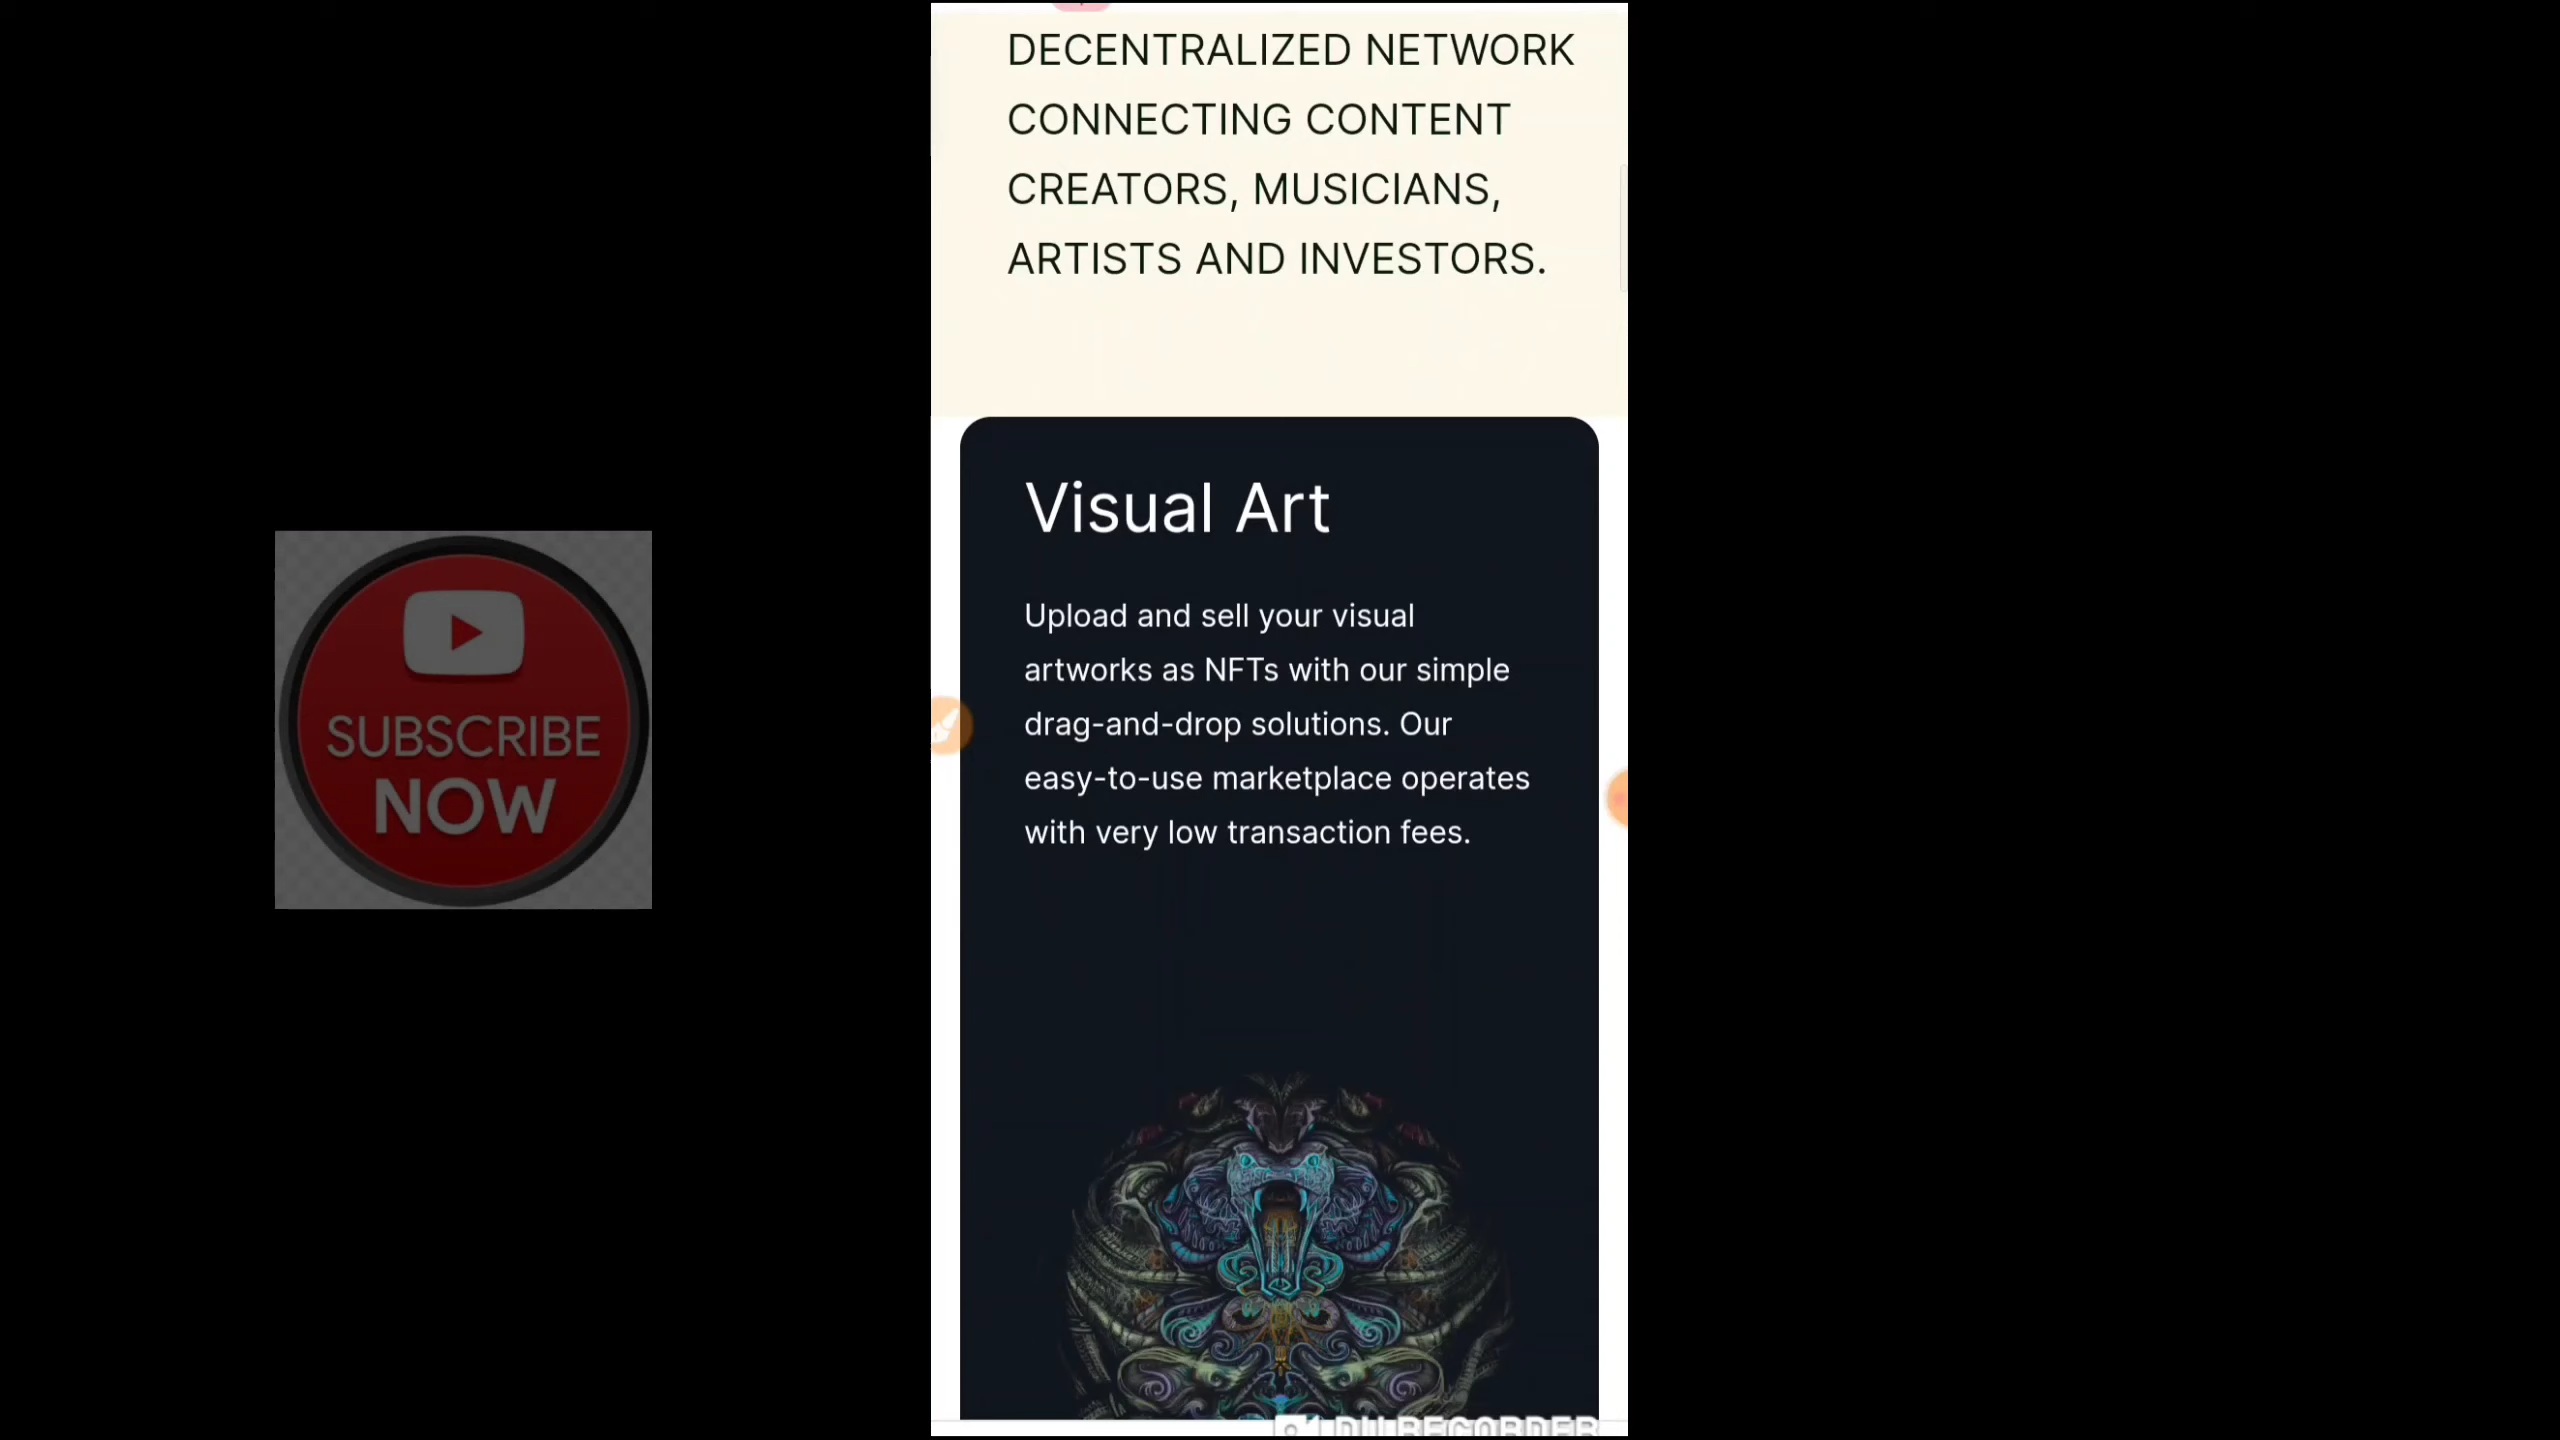 DECENTRALIZED NETWORK
CONNECTING CONTENT
CREATORS, MUSICIANS,
ARTISTS AND INVESTORS.
Visual Art
Upload and sell your visual
artworks as NFTs with our simple
drag-and-drop solutions. Our
easy-to-use marketplace operates
with very low transaction fees.
SUBSCRIBE
NOW
DU RECORDER